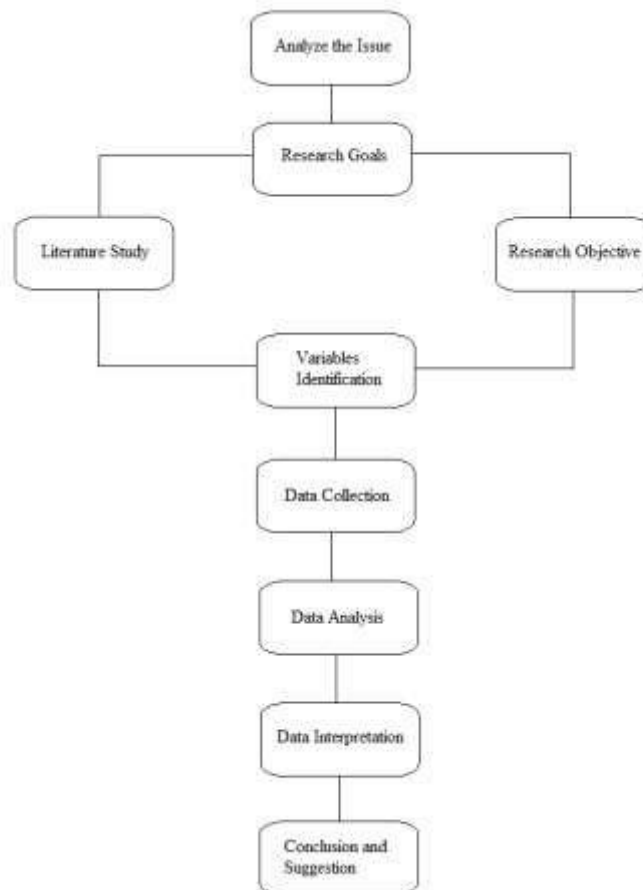 Analyze the Issue
Research Goals
Literature Study
Research Objective
Variables
Identification
Data Collection
Data Analysis
Data Interpretation
Conclusion and
Suggestion